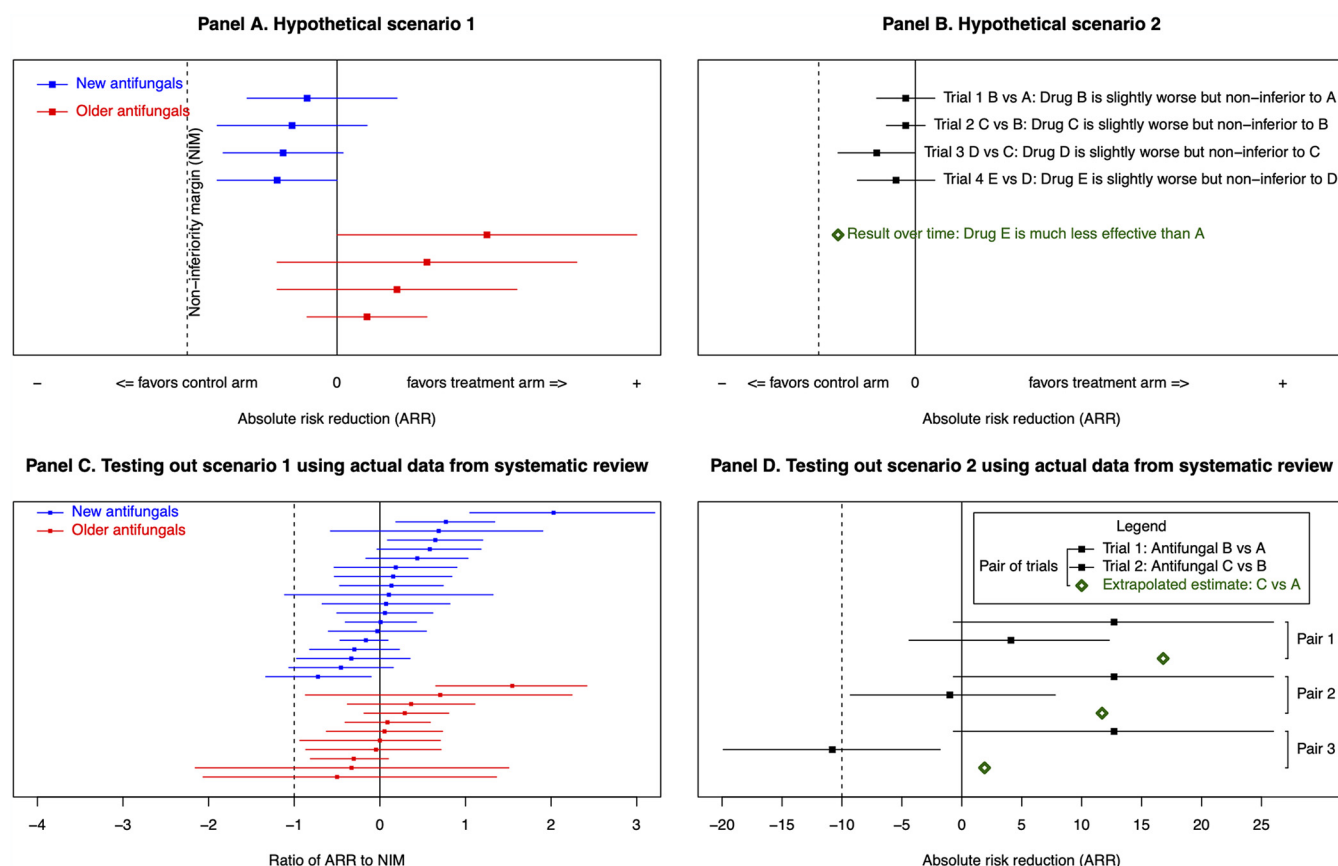 Panel A. Hypothetical scenario 1
New antifungals
Older antifungals
Non−inferiority margin (NIM)
− <= favors control arm 0 favors treatment arm => +
Absolute risk reduction (ARR)
Panel B. Hypothetical scenario 2
Trial 1 B vs A: Drug B is slightly worse but non−inferior to A
Trial 2 C vs B: Drug C is slightly worse but non−inferior to B
Trial 3 D vs C: Drug D is slightly worse but non−inferior to C
Trial 4 E vs D: Drug E is slightly worse but non−inferior to D
Result over time: Drug E is much less effective than A
− <= favors control arm 0 favors treatment arm => +
Absolute risk reduction (ARR)
Panel C. Testing out scenario 1 using actual data from systematic review
New antifungals
Older antifungals
−4 −3 −2 −1 0 1 2 3
Ratio of ARR to NIM
Panel D. Testing out scenario 2 using actual data from systematic review
Legend
Pair of trials
Trial 1: Antifungal B vs A
Trial 2: Antifungal C vs B
Extrapolated estimate: C vs A
Pair 1
Pair 2
Pair 3
−20 −15 −10 −5 0 5 10 15 20 25
Absolute risk reduction (ARR)